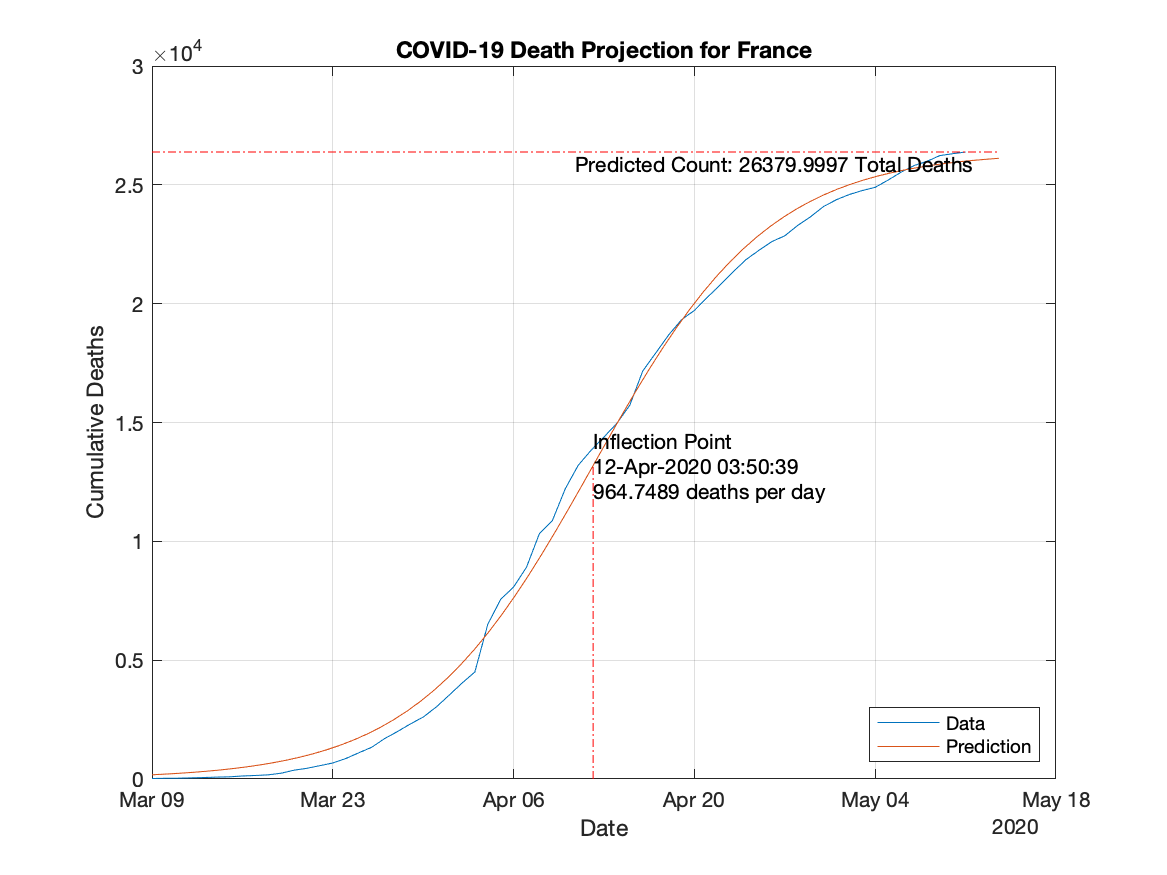 COVID-19 Death Projection for France
×10⁴
3
2.5
2
1.5
1
0.5
0
Cumulative Deaths
Predicted Count: 26379.9997 Total Deaths
Inflection Point
12-Apr-2020 03:50:39
964.7489 deaths per day
Data
Prediction
Mar 09 Mar 23 Apr 06 Apr 20 May 04 May 18
Date
2020